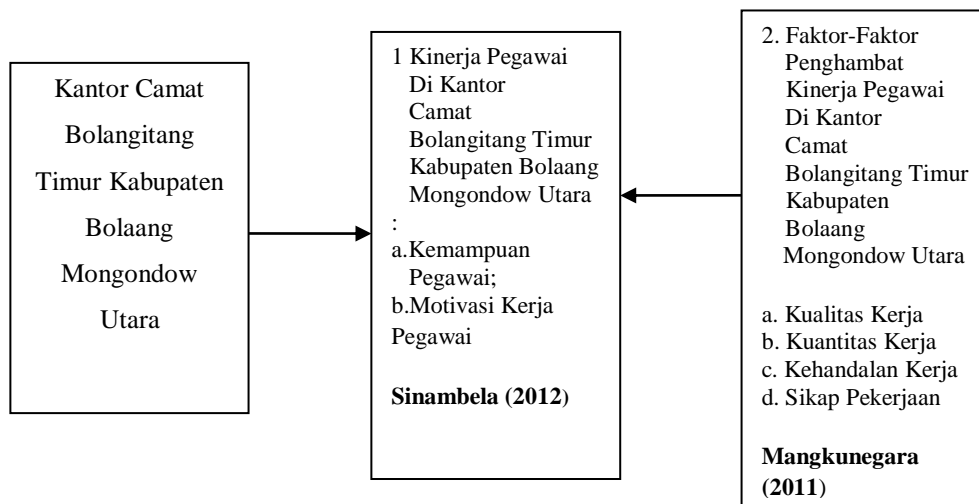 Kantor Camat
Bolangitang
Timur Kabupaten
Bolaang
Mongondow
Utara
1 Kinerja Pegawai
Di Kantor
Camat
Bolangitang Timur
Kabupaten Bolaang
Mongondow Utara
:
a.Kemampuan
Pegawai;
b.Motivasi Kerja
Pegawai
Sinambela (2012)
2. Faktor-Faktor
Penghambat
Kinerja Pegawai
Di Kantor
Camat
Bolangitang Timur
Kabupaten
Bolaang
Mongondow Utara
a. Kualitas Kerja
b. Kuantitas Kerja
c. Kehandalan Kerja
d. Sikap Pekerjaan
Mangkunegara
(2011)